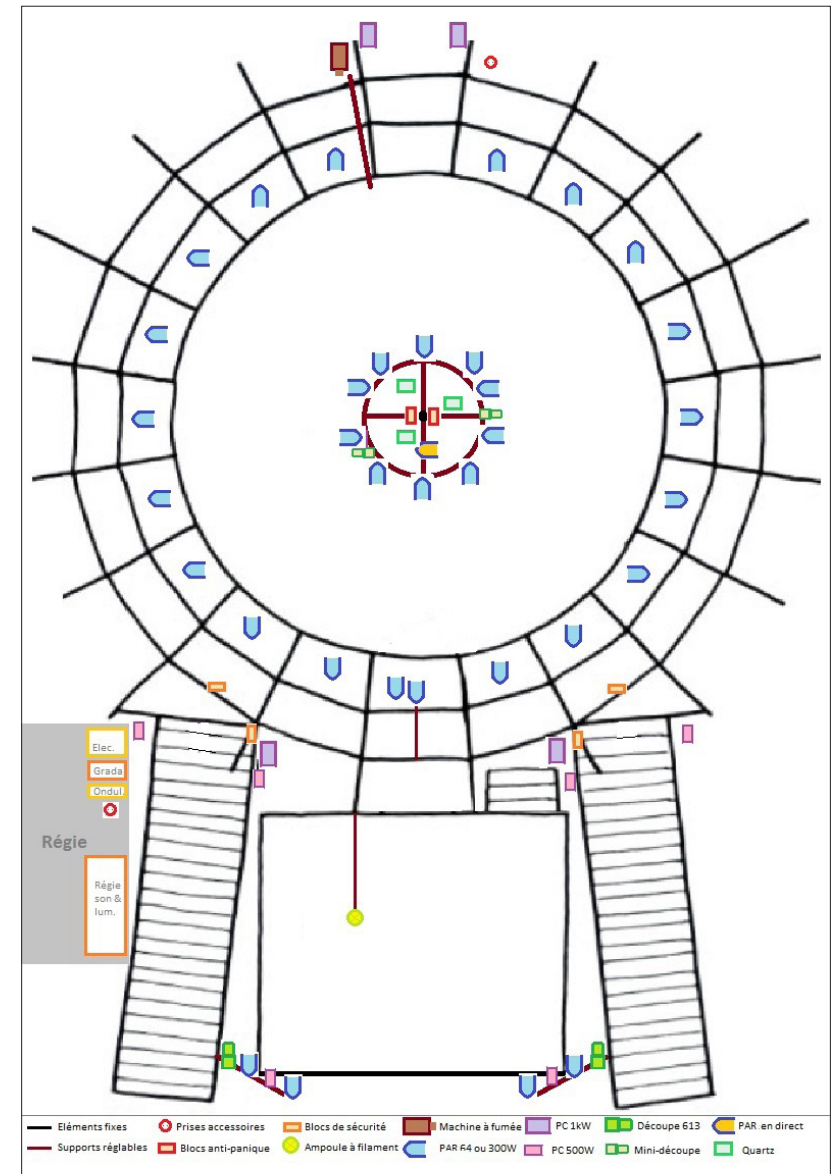 Elec.
Grada
Ondul.
Régie
Régie
son &
lum.
Eléments fixes
Prises accessoires
Blocs de sécurité
Machine à fumée
PC 1kW
Découpe 613
PAR en direct
Supports réglables
Blocs anti-panique
Ampoule à filament
PAR 64 ou 300W
PC 500W
Mini-découpe
Quartz